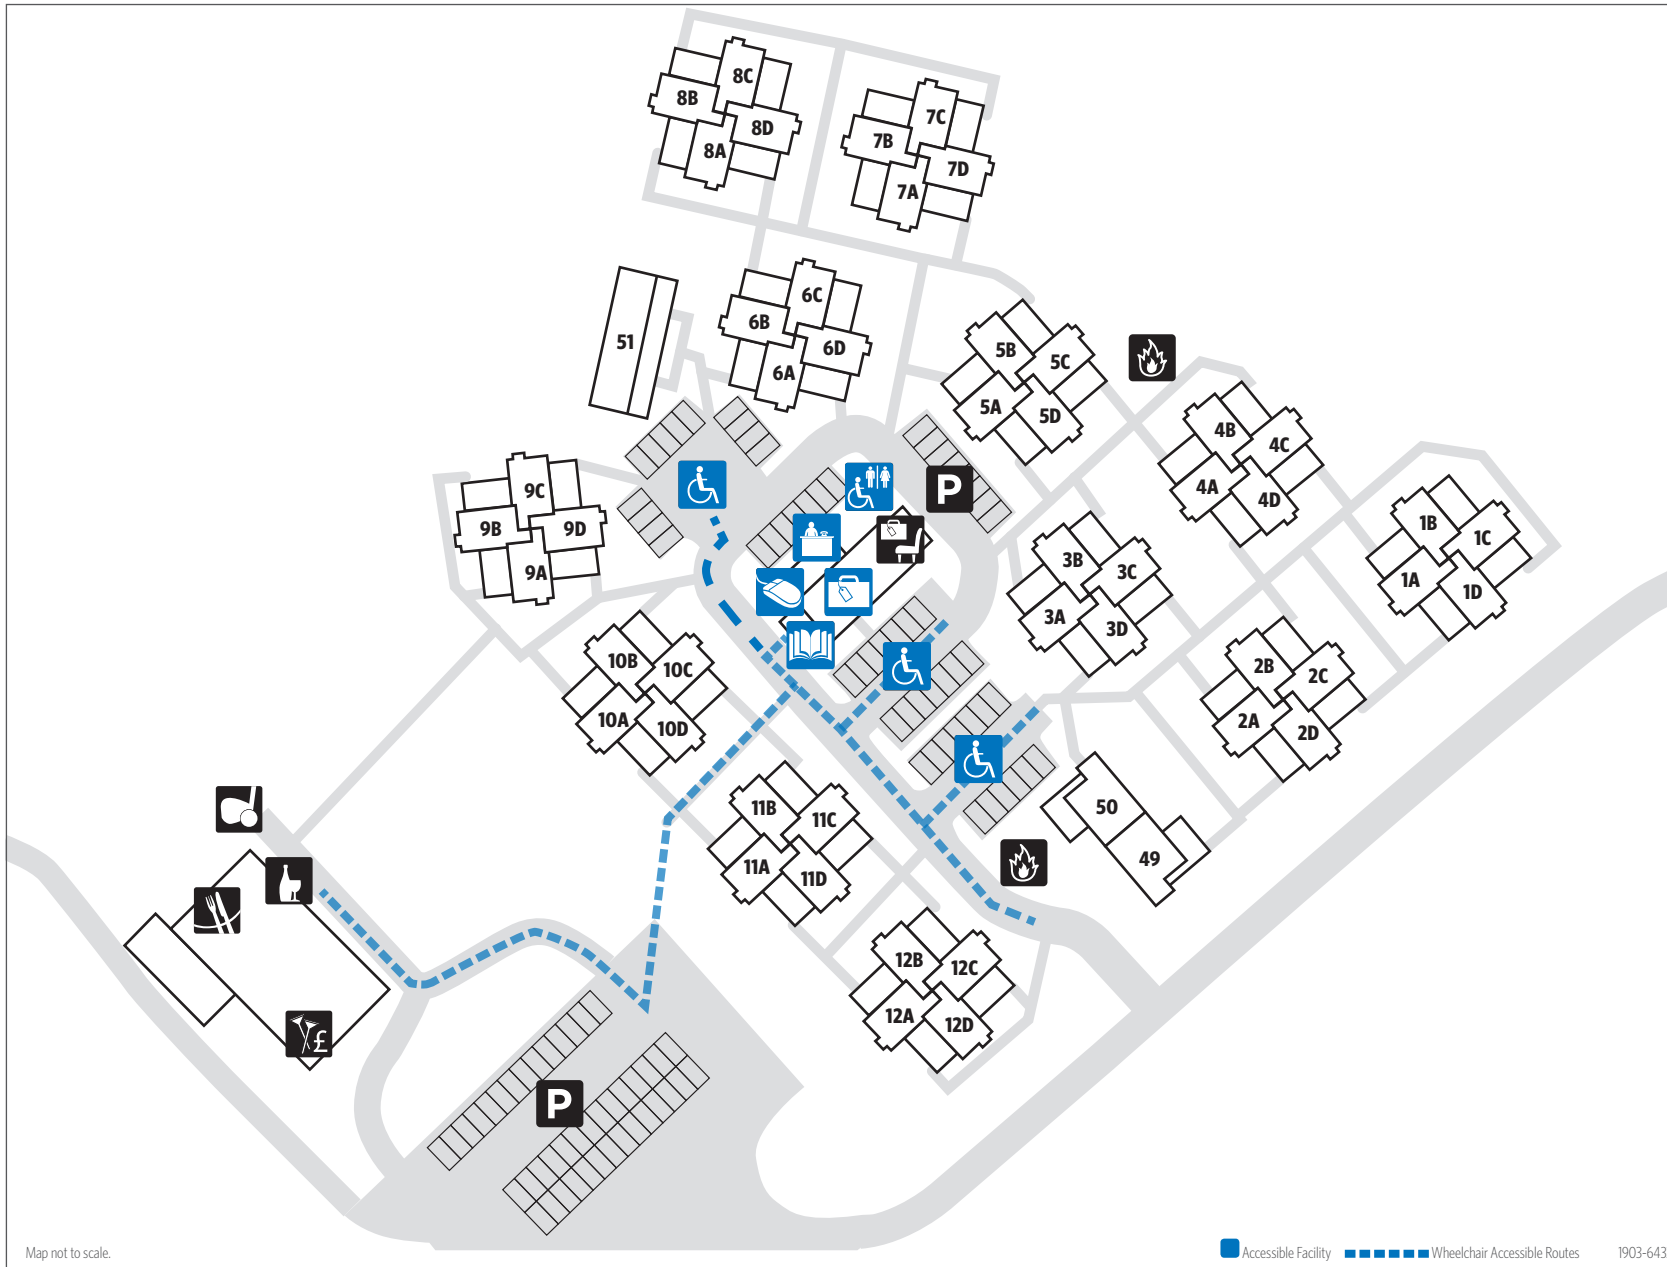 8C
8B
8D
8A
7C
7B
7D
7A
6C
6B
6D
6A
51
5B
5C
5A
5D
4B
4C
4A
4D
1B
1C
1A
1D
9C
9B
9D
9A
P
3B
3C
3A
3D
2B
2C
2A
2D
10B
10C
10A
10D
11B
11C
11A
11D
50
49
12B
12C
12A
12D
£
P
Map not to scale.
Accessible Facility
Wheelchair Accessible Routes
1903-643